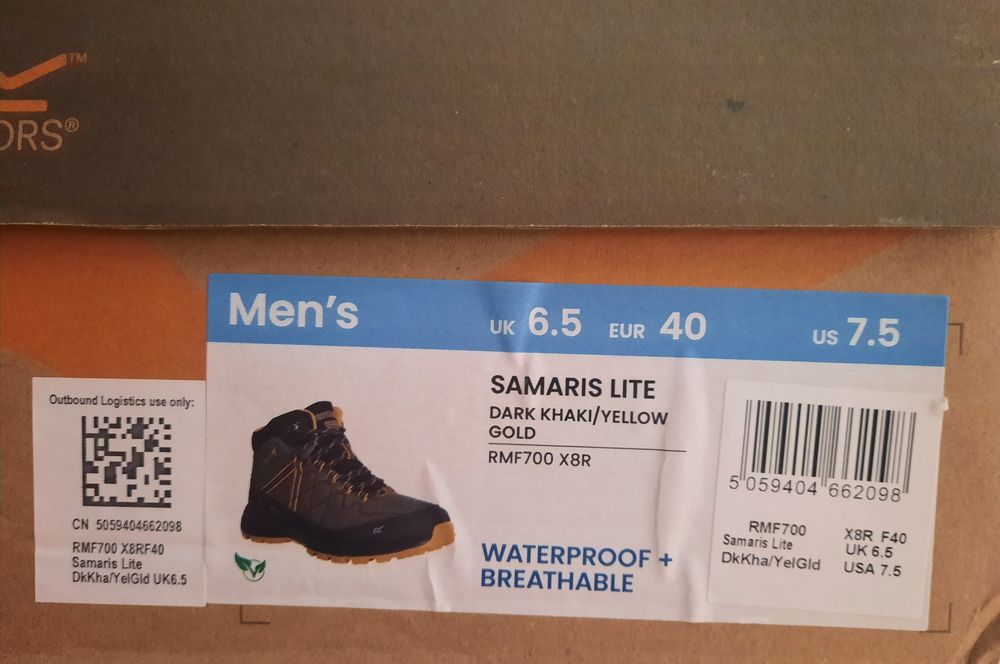 TM
ORS®
Men's
UK 6.5 EUR 40 US 7.5
Outbound Logistics use only:
CN 5059404662098
RMF700 X8RF40
Samaris Lite
DkKha/YelGld UK6.5
SAMARIS LITE
DARK KHAKI/YELLOW
GOLD
RMF700 X8R
WATERPROOF +
BREATHABLE
5 059404 662098
RMF700 X8R F40
Samaris Lite UK 6.5
DkKha/YelGld USA 7.5